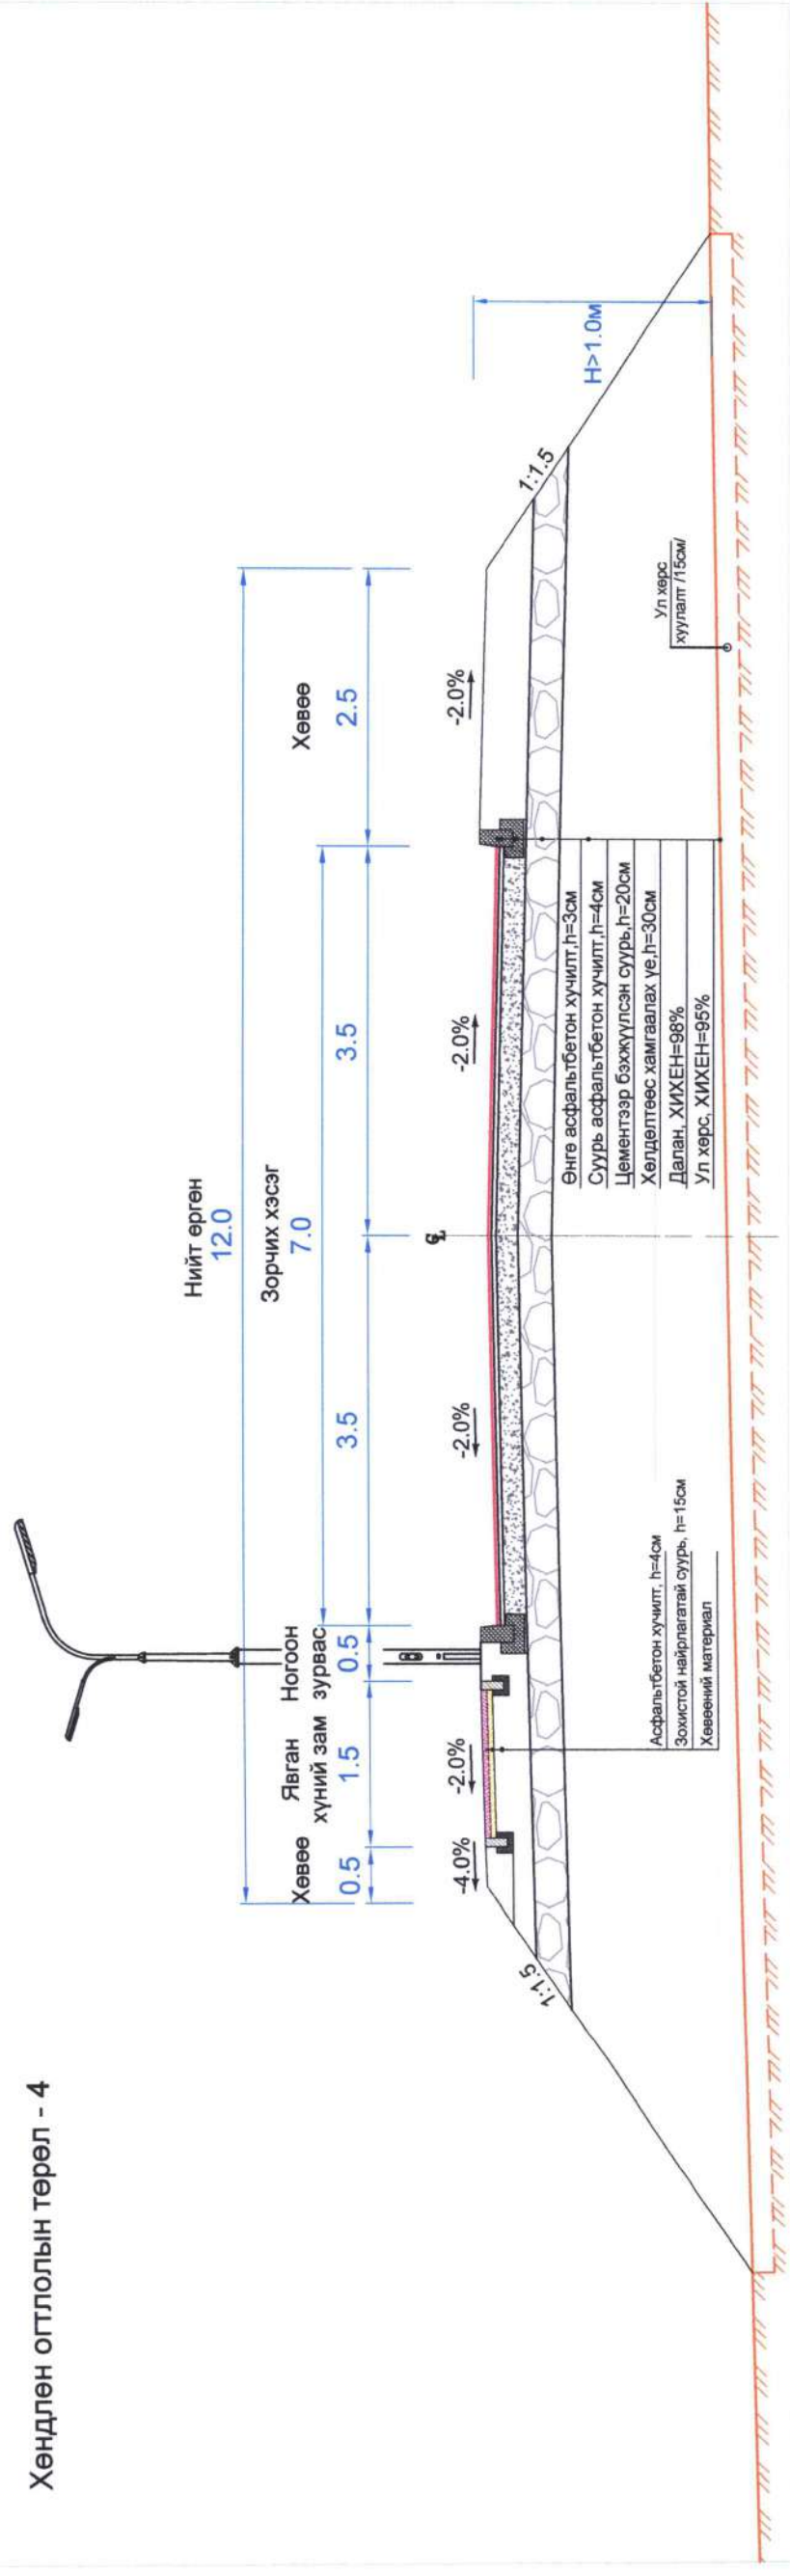 Хөндлөн огтлолын төрөл - 4
Нийт өргөн
12.0
Зорчих хэсэг
7.0
Хөвөө
0.5
Явган
хүний зам
1.5
Ногоон
зурвас
0.5
3.5
3.5
Хөвөө
2.5
-4.0%
-2.0%
-2.0%
-2.0%
-2.0%
CL
1:1.5
1:1.5
H>1.0м
Өнгө асфальтбетон хучилт,h=3см
Суурь асфальтбетон хучилт,h=4см
Цементээр бэхжүүлсэн суурь,h=20см
Хөлдөлтөөс хамгаалах үе,h=30см
Далан, ХИХЕН=98%
Ул хөрс, ХИХЕН=95%
Ул хөрс
хуулалт /15см/
Асфальтбетон хучилт, h=4см
Зохистой найрлагатай суурь, h=15см
Хөвөөний материал